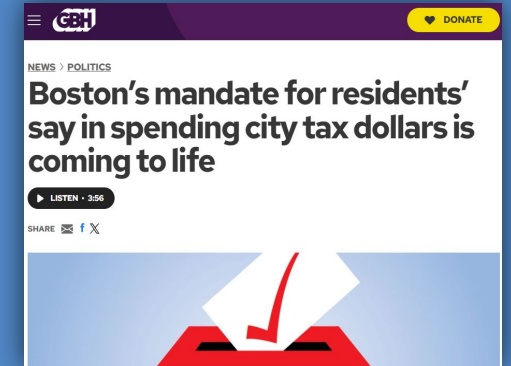 GBH
DONATE
NEWS > POLITICS
Boston's mandate for residents'
say in spending city tax dollars is
coming to life
LISTEN • 3:56
SHARE f X